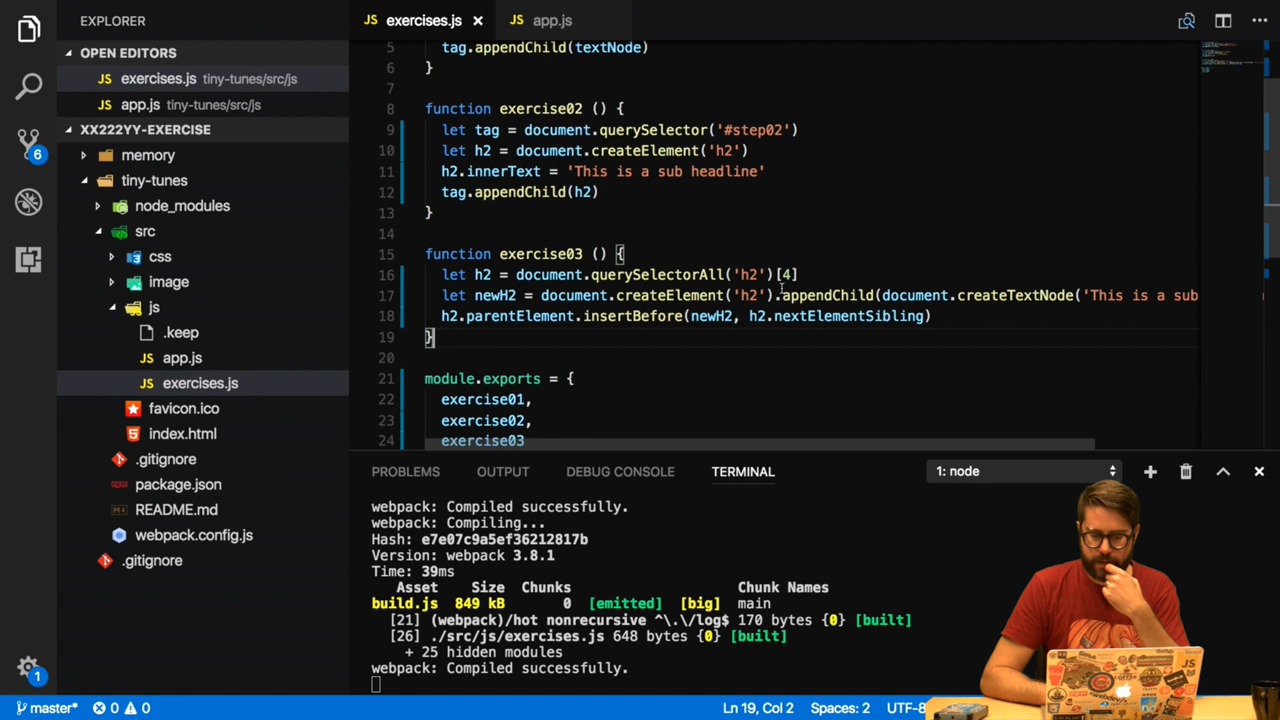 EXPLORER
OPEN EDITORS
JS exercises.js tiny-tunes/src/js
JS app.js tiny-tunes/src/js
XX222YY-EXERCISE
memory
tiny-tunes
node_modules
src
css
image
js
.keep
JS app.js
JS exercises.js
favicon.ico
index.html
.gitignore
package.json
README.md
webpack.config.js
.gitignore
6
1
JS exercises.js ×
JS app.js
5 tag.appendChild(textNode)
6 }
7
8 function exercise02 () {
9 let tag = document.querySelector('#step02')
10 let h2 = document.createElement('h2')
11 h2.innerText = 'This is a sub headline'
12 tag.appendChild(h2)
13 }
14
15 function exercise03 () {
16 let h2 = document.querySelectorAll('h2')[4]
17 let newH2 = document.createElement('h2').appendChild(document.createTextNode('This is a sub
18 h2.parentElement.insertBefore(newH2, h2.nextElementSibling)
19 }
20
21 module.exports = {
22 exercise01,
23 exercise02,
24 exercise03
PROBLEMS OUTPUT DEBUG CONSOLE TERMINAL 1: node
webpack: Compiled successfully.
webpack: Compiling...
Hash: e7e07c9a5ef36212817b
Version: webpack 3.8.1
Time: 39ms
Asset Size Chunks Chunk Names
build.js 849 kB 0 [emitted] [big] main
[21] (webpack)/hot nonrecursive ^\.\/log$ 170 bytes {0} [built]
[26] ./src/js/exercises.js 648 bytes {0} [built]
+ 25 hidden modules
webpack: Compiled successfully.
master* 0 0 Ln 19, Col 2 Spaces: 2 UTF-8
JS